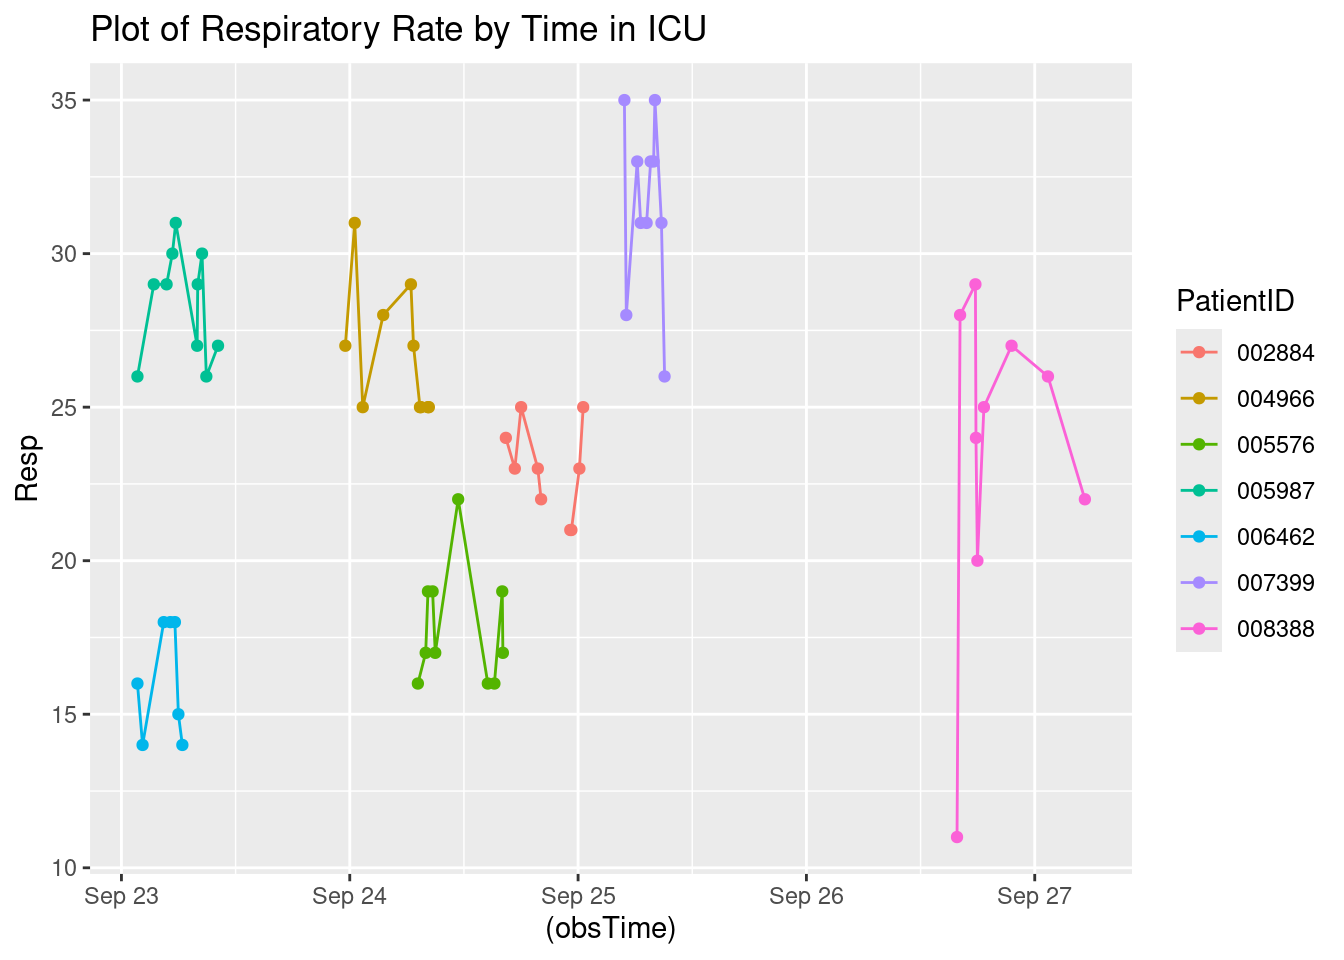 Plot of Respiratory Rate by Time in ICU
35
30
25
20
15
10
Resp
Sep 23
Sep 24
Sep 25
Sep 26
Sep 27
(obsTime)
PatientID
002884
004966
005576
005987
006462
007399
008388